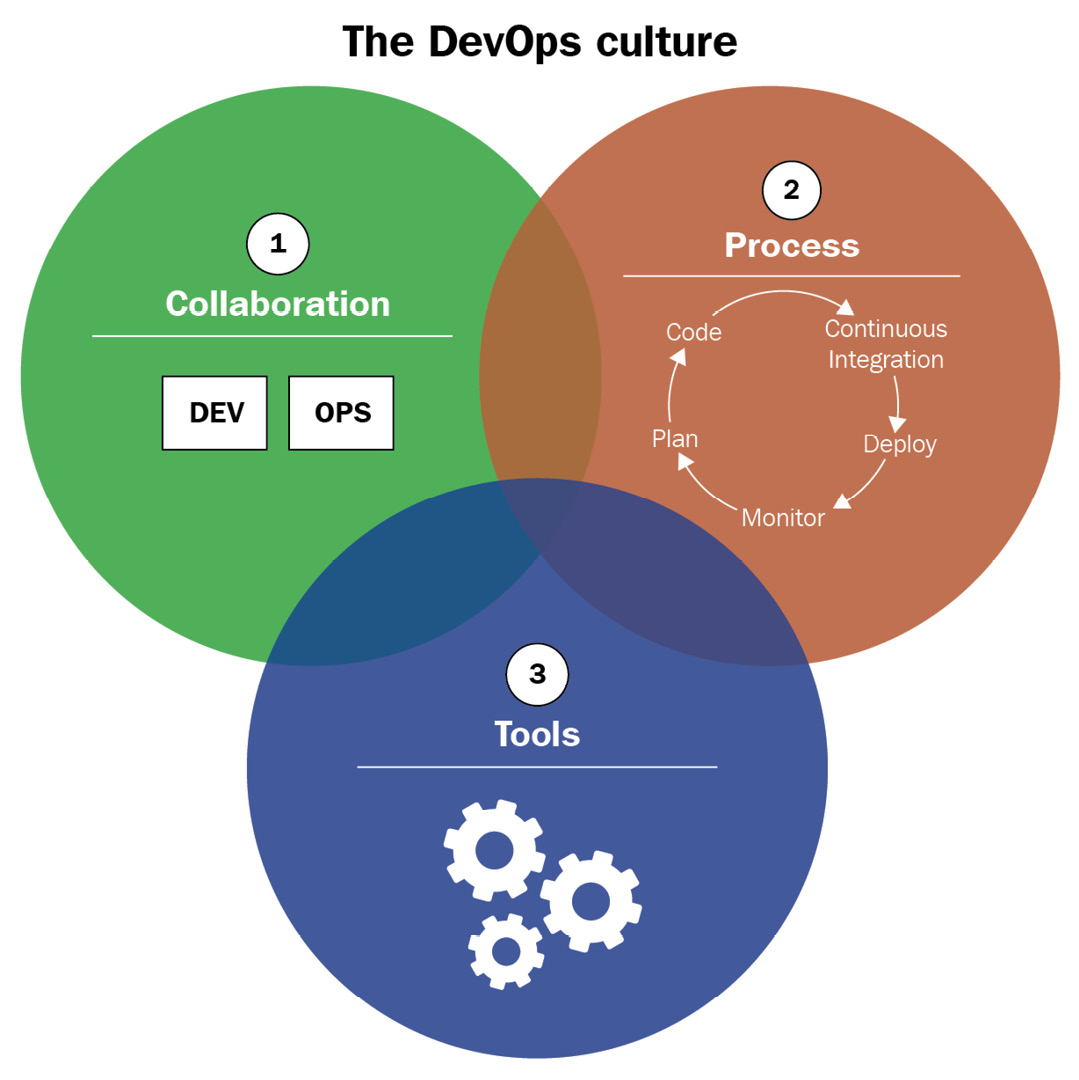 The DevOps culture
1
Collaboration
DEV
OPS
2
Process
Code
Continuous
Integration
Deploy
Monitor
Plan
3
Tools